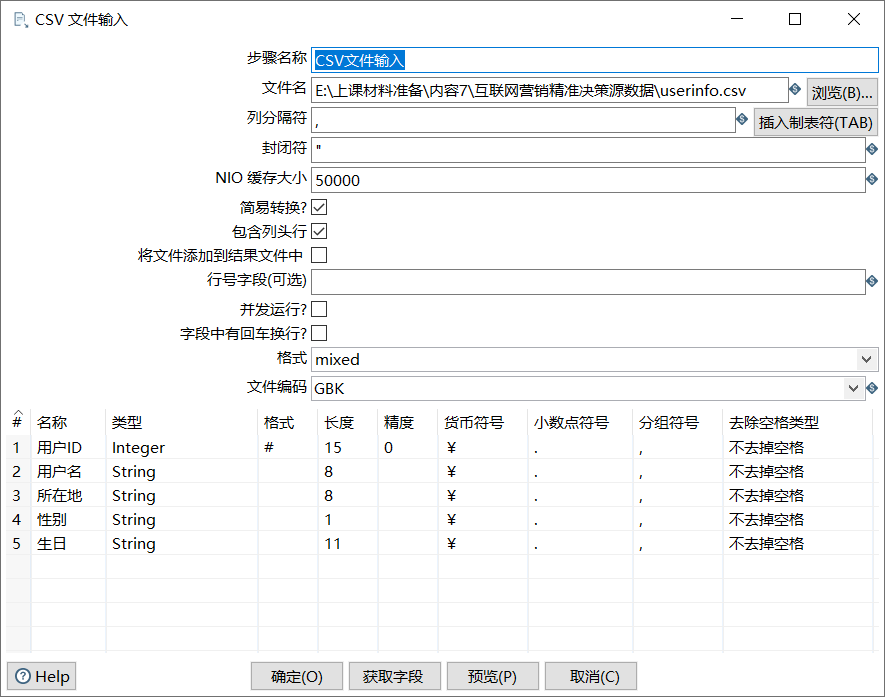 CSV 文件输入
步骤名称 CSV文件输入
文件名 E:\上课材料准备\内容7\互联网营销精准决策源数据\userinfo.csv 浏览(B)...
列分隔符 , 插入制表符(TAB)
封闭符 "
NIO 缓存大小 50000
简易转换?
包含列头行
将文件添加到结果文件中
行号字段(可选)
并发运行?
字段中有回车换行?
格式 mixed
文件编码 GBK
# 名称 类型 格式 长度 精度 货币符号 小数点符号 分组符号 去除空格类型
1 用户ID Integer # 15 0 ¥ . , 不去掉空格
2 用户名 String 8 ¥ . , 不去掉空格
3 所在地 String 8 ¥ . , 不去掉空格
4 性别 String 1 ¥ . , 不去掉空格
5 生日 String 11 ¥ . , 不去掉空格
Help 确定(O) 获取字段 预览(P) 取消(C)